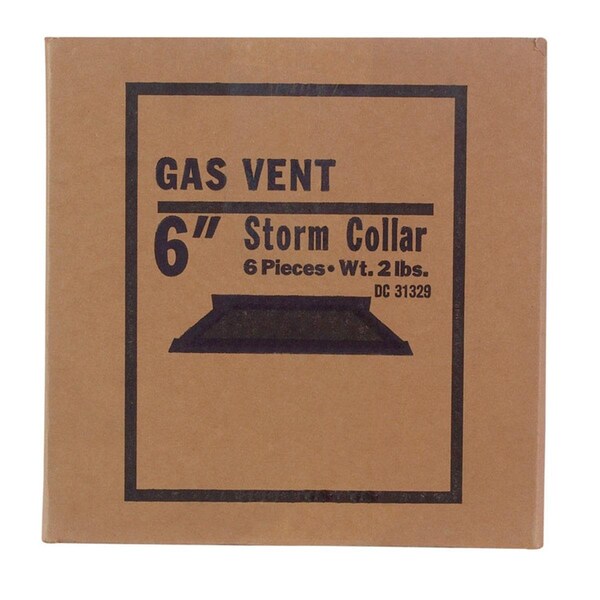 GAS VENT
6" Storm Collar
6 Pieces • Wt. 2 lbs.
DC 31329